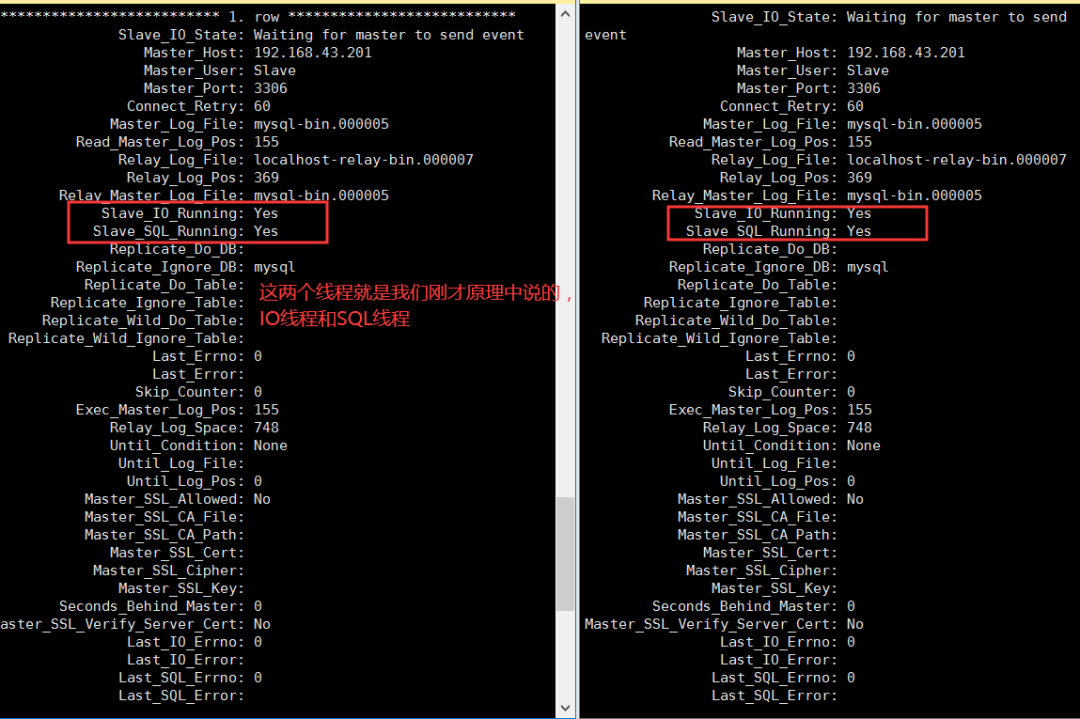 *************************** 1. row ***************************
Slave_IO_State: Waiting for master to send event
Master_Host: 192.168.43.201
Master_User: Slave
Master_Port: 3306
Connect_Retry: 60
Master_Log_File: mysql-bin.000005
Read_Master_Log_Pos: 155
Relay_Log_File: localhost-relay-bin.000007
Relay_Log_Pos: 369
Relay_Master_Log_File: mysql-bin.000005
Slave_IO_Running: Yes
Slave_SQL_Running: Yes
Replicate_Do_DB:
Replicate_Ignore_DB: mysql
Replicate_Do_Table:
Replicate_Ignore_Table:
Replicate_Wild_Do_Table:
Replicate_Wild_Ignore_Table:
这两个线程就是我们刚才原理中说的，
IO线程和SQL线程
Last_Errno: 0
Last_Error:
Skip_Counter: 0
Exec_Master_Log_Pos: 155
Relay_Log_Space: 748
Until_Condition: None
Until_Log_File:
Until_Log_Pos: 0
Master_SSL_Allowed: No
Master_SSL_CA_File:
Master_SSL_CA_Path:
Master_SSL_Cert:
Master_SSL_Cipher:
Master_SSL_Key:
Seconds_Behind_Master: 0
aster_SSL_Verify_Server_Cert: No
Last_IO_Errno: 0
Last_IO_Error:
Last_SQL_Errno: 0
Last_SQL_Error:
Slave_IO_State: Waiting for master to send
event
Master_Host: 192.168.43.201
Master_User: Slave
Master_Port: 3306
Connect_Retry: 60
Master_Log_File: mysql-bin.000005
Read_Master_Log_Pos: 155
Relay_Log_File: localhost-relay-bin.000007
Relay_Log_Pos: 369
Relay_Master_Log_File: mysql-bin.000005
Slave_IO_Running: Yes
Slave_SQL_Running: Yes
Replicate_Do_DB:
Replicate_Ignore_DB: mysql
Replicate_Do_Table:
Replicate_Ignore_Table:
Replicate_Wild_Do_Table:
Replicate_Wild_Ignore_Table:
Last_Errno: 0
Last_Error:
Skip_Counter: 0
Exec_Master_Log_Pos: 155
Relay_Log_Space: 748
Until_Condition: None
Until_Log_File:
Until_Log_Pos: 0
Master_SSL_Allowed: No
Master_SSL_CA_File:
Master_SSL_CA_Path:
Master_SSL_Cert:
Master_SSL_Cipher:
Master_SSL_Key:
Seconds_Behind_Master: 0
Master_SSL_Verify_Server_Cert: No
Last_IO_Errno: 0
Last_IO_Error:
Last_SQL_Errno: 0
Last_SQL_Error: